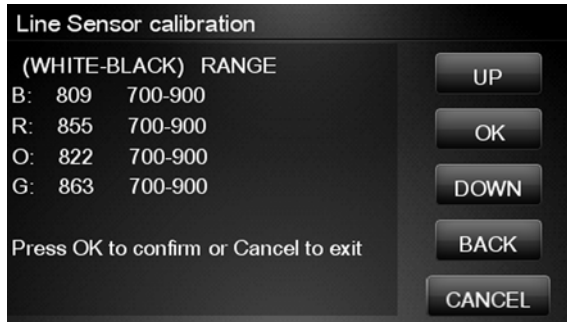 Line Sensor calibration
(WHITE-BLACK) RANGE
B: 809 700-900
R: 855 700-900
O: 822 700-900
G: 863 700-900
Press OK to confirm or Cancel to exit
UP
OK
DOWN
BACK
CANCEL